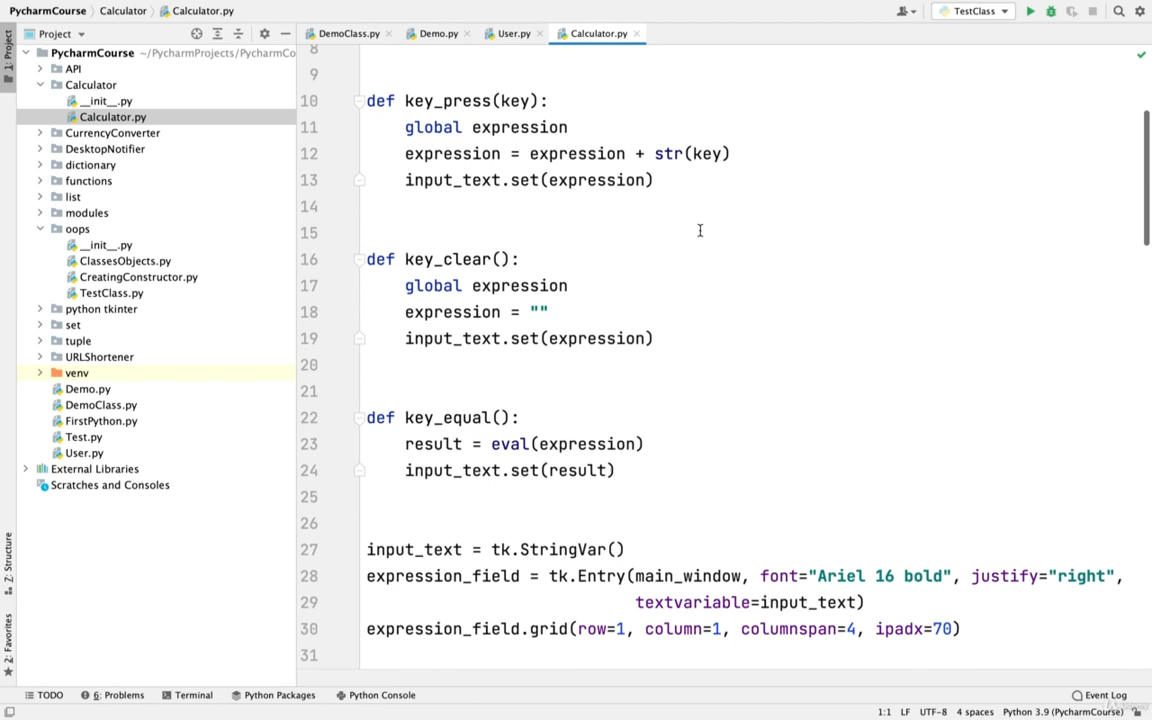 PycharmCourse Calculator Calculator.py
TestClass
1: Project
Project
DemoClass.py Demo.py User.py Calculator.py
PycharmCourse ~/PycharmProjects/PycharmCo
API
Calculator
__init__.py
Calculator.py
CurrencyConverter
DesktopNotifier
dictionary
functions
list
modules
oops
__init__.py
ClassesObjects.py
CreatingConstructor.py
TestClass.py
python tkinter
set
tuple
URLShortener
venv
Demo.py
DemoClass.py
FirstPython.py
Test.py
User.py
External Libraries
Scratches and Consoles
8
9
10 def key_press(key):
11 global expression
12 expression = expression + str(key)
13 input_text.set(expression)
14
15
16 def key_clear():
17 global expression
18 expression = ""
19 input_text.set(expression)
20
21
22 def key_equal():
23 result = eval(expression)
24 input_text.set(result)
25
26
27 input_text = tk.StringVar()
28 expression_field = tk.Entry(main_window, font="Ariel 16 bold", justify="right",
29 textvariable=input_text)
30 expression_field.grid(row=1, column=1, columnspan=4, ipadx=70)
31
Z: Structure
2: Favorites
TODO 6: Problems Terminal Python Packages Python Console Event Log
1:1 LF UTF-8 4 spaces Python 3.9 (PycharmCourse)